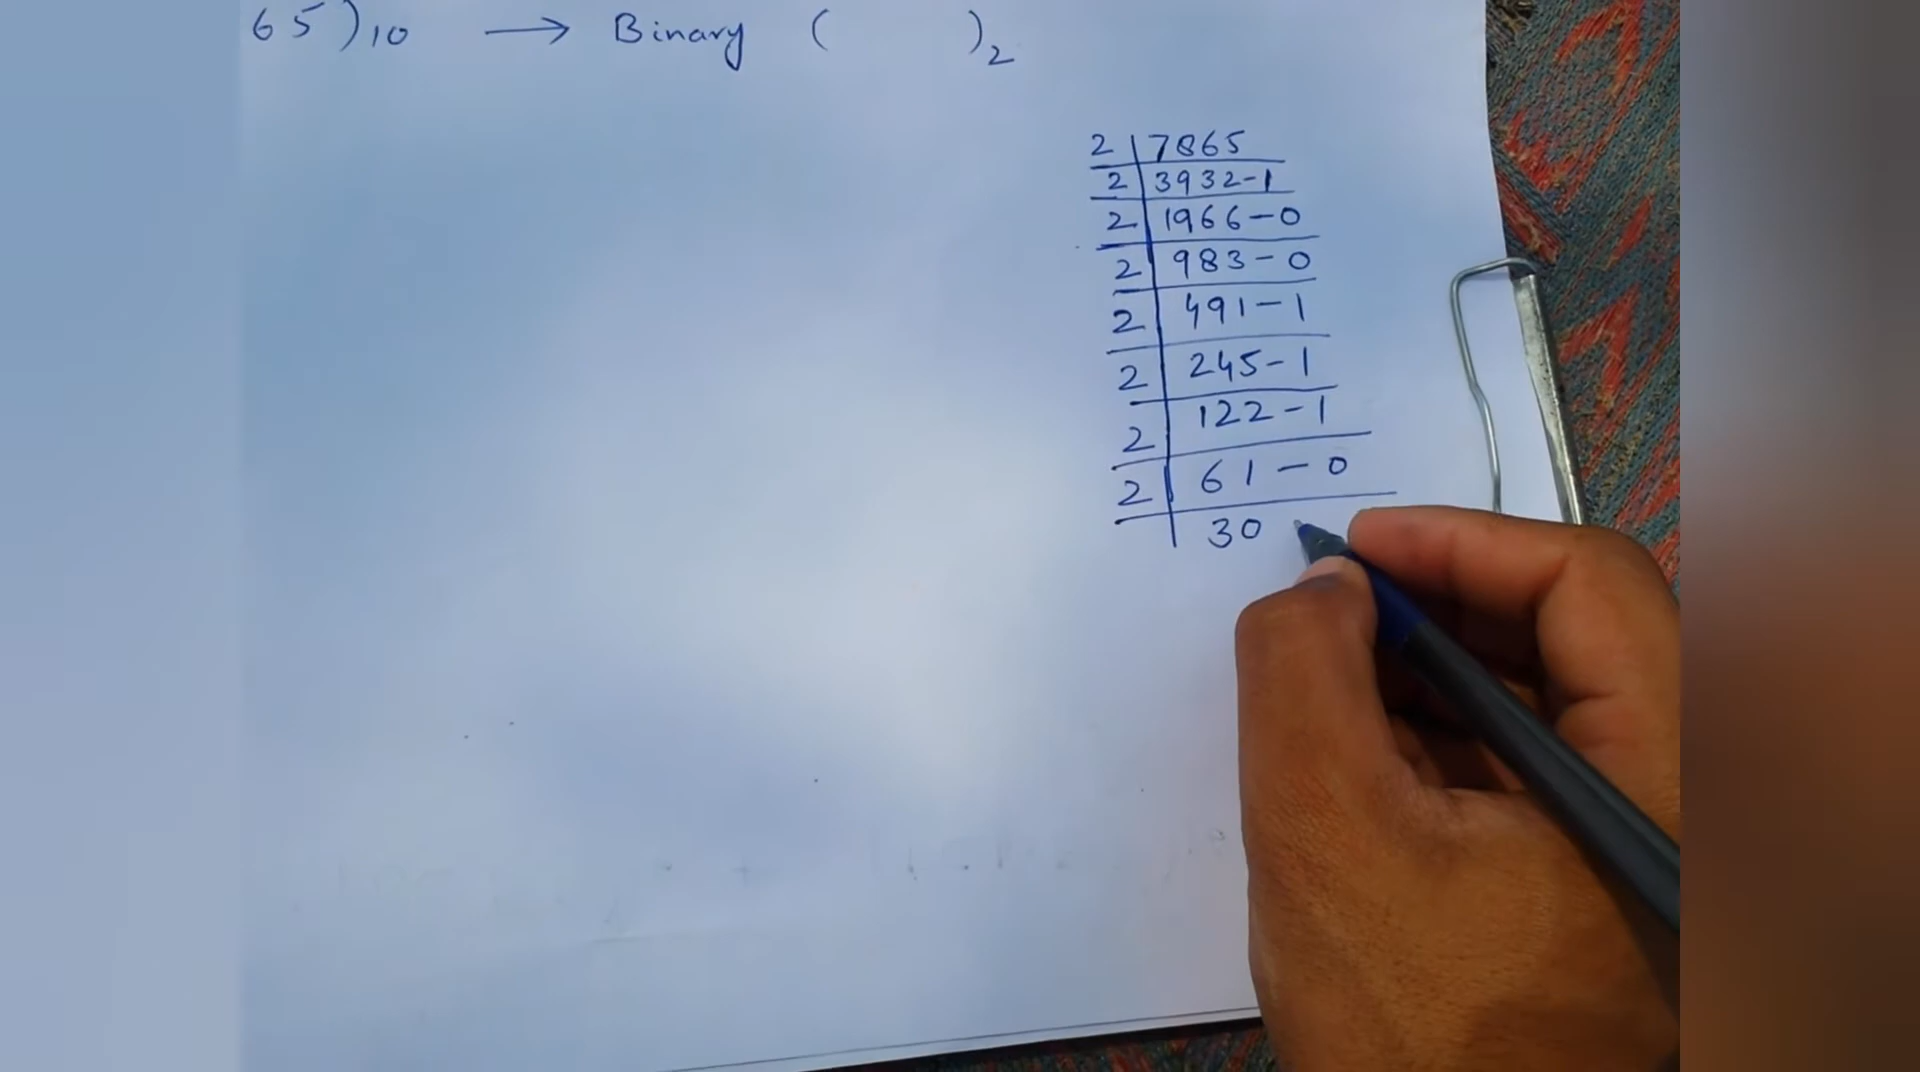 65)10 → Binary ( )2
2 | 7865
2 | 3932-1
2 | 1966-0
2 | 983-0
2 | 491-1
2 | 245-1
2 | 122-1
2 | 61-0
30